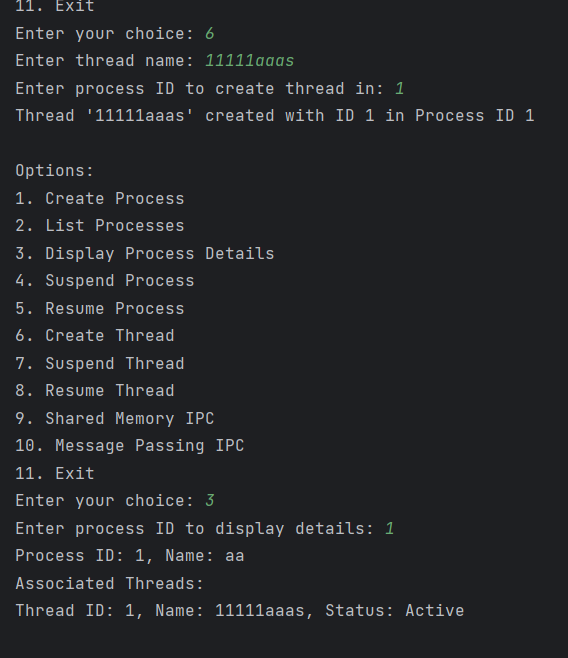 11. Exit
Enter your choice: 6
Enter thread name: 11111aaas
Enter process ID to create thread in: 1
Thread '11111aaas' created with ID 1 in Process ID 1
Options:
1. Create Process
2. List Processes
3. Display Process Details
4. Suspend Process
5. Resume Process
6. Create Thread
7. Suspend Thread
8. Resume Thread
9. Shared Memory IPC
10. Message Passing IPC
11. Exit
Enter your choice: 3
Enter process ID to display details: 1
Process ID: 1, Name: aa
Associated Threads:
Thread ID: 1, Name: 11111aaas, Status: Active